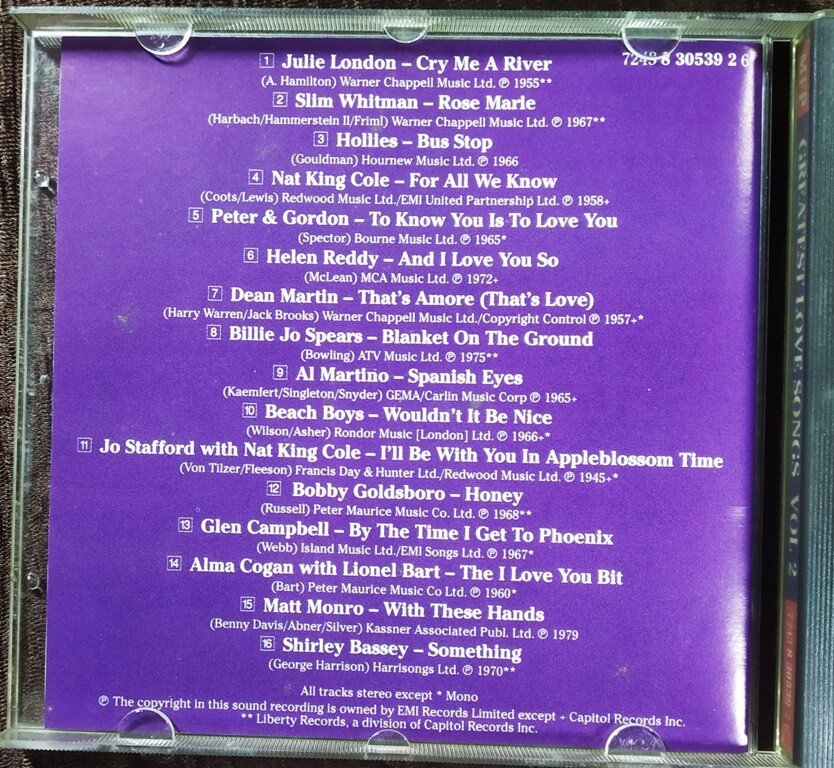 7243 8 30539 2 6
1 Julie London – Cry Me A River
(A. Hamilton) Warner Chappell Music Ltd. ℗ 1955**
2 Slim Whitman – Rose Marie
(Harbach/Hammerstein II/Friml) Warner Chappell Music Ltd. ℗ 1967**
3 Hollies – Bus Stop
(Gouldman) Hournew Music Ltd. ℗ 1966
4 Nat King Cole – For All We Know
(Coots/Lewis) Redwood Music Ltd./EMI United Partnership Ltd. ℗ 1958+
5 Peter & Gordon – To Know You Is To Love You
(Spector) Bourne Music Ltd. ℗ 1965*
6 Helen Reddy – And I Love You So
(McLean) MCA Music Ltd. ℗ 1972+
7 Dean Martin – That's Amore (That's Love)
(Harry Warren/Jack Brooks) Warner Chappell Music Ltd./Copyright Control ℗ 1957+*
8 Billie Jo Spears – Blanket On The Ground
(Bowling) ATV Music Ltd. ℗ 1975**
9 Al Martino – Spanish Eyes
(Kaemfert/Singleton/Snyder) GEMA/Carlin Music Corp ℗ 1965+
10 Beach Boys – Wouldn't It Be Nice
(Wilson/Asher) Rondor Music [London] Ltd. ℗ 1966+*
11 Jo Stafford with Nat King Cole – I'll Be With You In Appleblossom Time
(Von Tilzer/Fleeson) Francis Day & Hunter Ltd./Redwood Music Ltd. ℗ 1945+*
12 Bobby Goldsboro – Honey
(Russell) Peter Maurice Music Co. Ltd. ℗ 1968**
13 Glen Campbell – By The Time I Get To Phoenix
(Webb) Island Music Ltd./EMI Songs Ltd. ℗ 1967*
14 Alma Cogan with Lionel Bart – The I Love You Bit
(Bart) Peter Maurice Music Co Ltd. ℗ 1960*
15 Matt Monro – With These Hands
(Benny Davis/Abner/Silver) Kassner Associated Publ. Ltd. ℗ 1979
16 Shirley Bassey – Something
(George Harrison) Harrisongs Ltd. ℗ 1970**
All tracks stereo except * Mono
℗ The copyright in this sound recording is owned by EMI Records Limited except + Capitol Records Inc.
** Liberty Records, a division of Capitol Records Inc.
MFP
GREATEST LOVE SONGS VOL 2
7243 8 30539 2 6